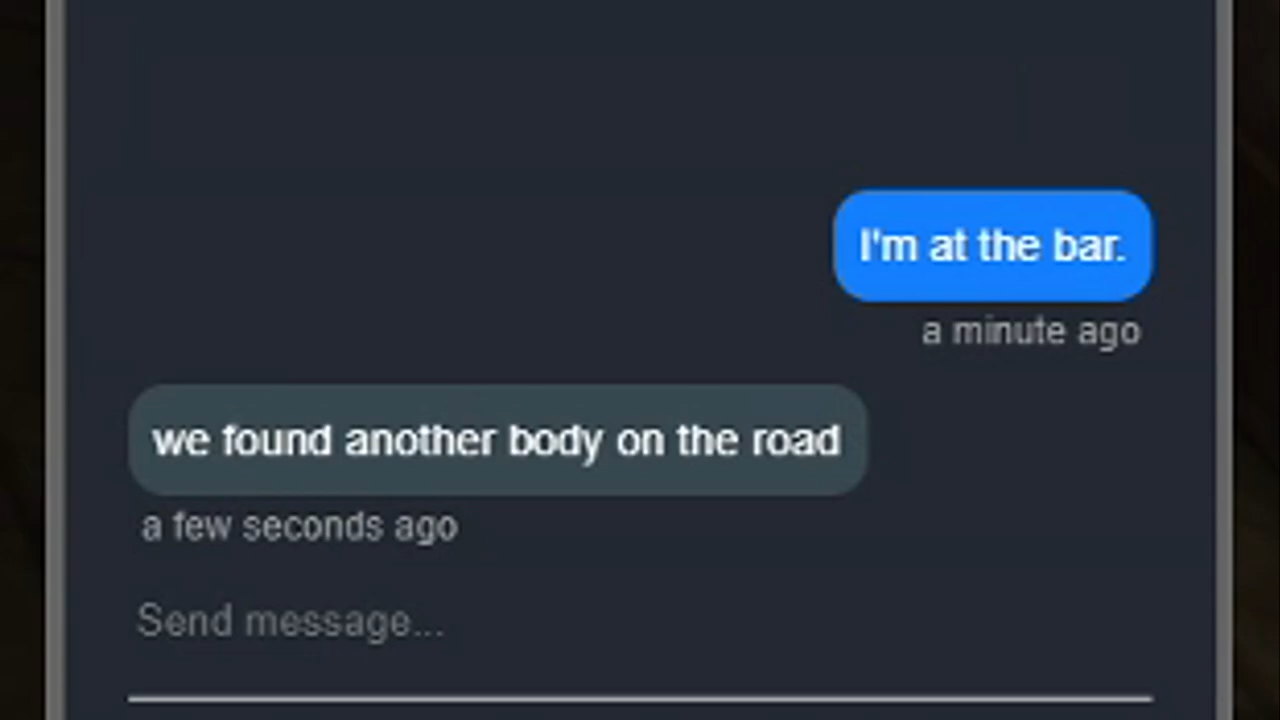 I'm at the bar.
a minute ago
we found another body on the road
a few seconds ago
Send message...